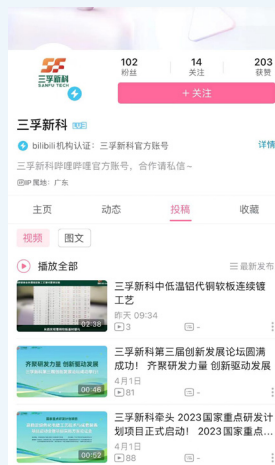 三孚新科
SANFU TECH
102
粉丝
14
关注
203
获赞
+ 关注
三孚新科
bilibili机构认证：三孚新科官方账号
详情
三孚新科哔哩哔哩官方账号，合作请私信~
IP属地：广东
主页
动态
投稿
收藏
视频
图文
播放全部
最新发布
三孚新科中低温铝代铜软板连续镀
工艺
昨天 09:34
3
-
02:38
三孚新科第三届创新发展论坛圆满
成功！ 齐聚研发力量 创新驱动发展
4月1日
81
-
齐聚研发力量 创新驱动发展
00:46
三孚新科牵头 2023国家重点研发计
划项目正式启动！ 2023国家重点...
4月1日
88
-
00:52